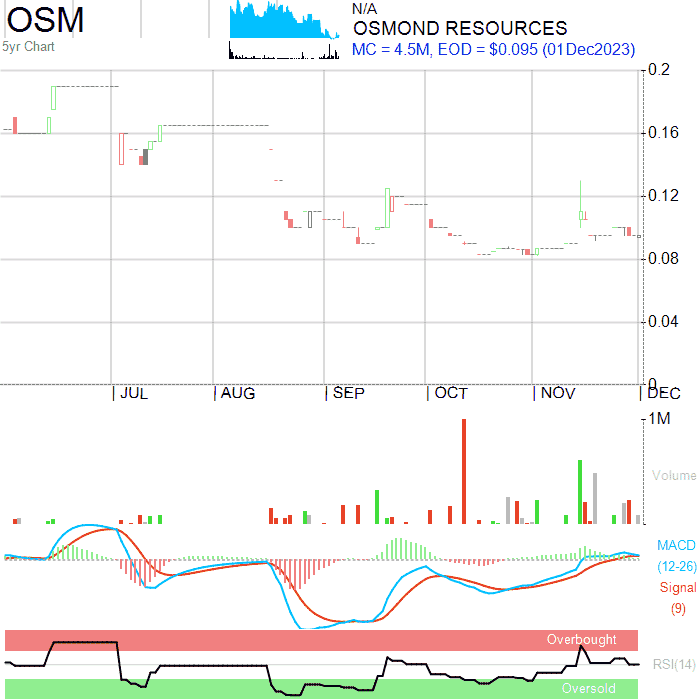 OSM
5yr Chart
N/A
OSMOND RESOURCES
MC = 4.5M, EOD = $0.095 (01Dec2023)
0.2
0.16
0.12
0.08
0.04
0
JUL AUG SEP OCT NOV DEC
1M
Volume
MACD
(12-26)
Signal
(9)
Overbought
RSI(14)
Oversold